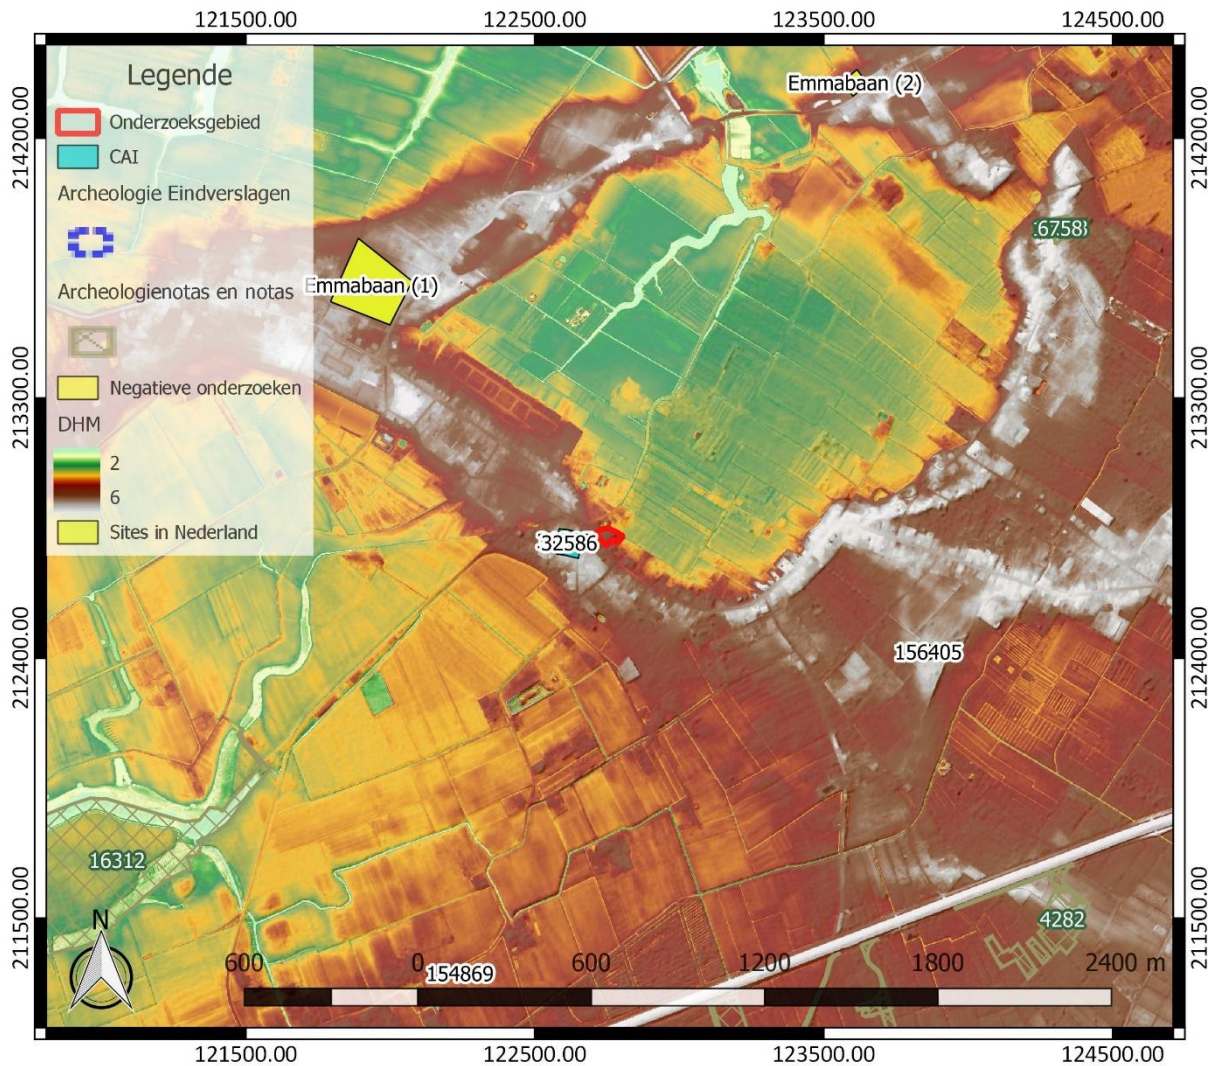 121500.00 122500.00 123500.00 124500.00
Legende
Onderzoeksgebied
CAI
Archeologie Eindverslagen
Archeologienotas en notas
Negatieve onderzoeken
DHM
2
6
Sites in Nederland
Emmabaan (2)
Emmabaan (1)
32586
156405
16312
4282
154869
N
600 0 600 1200 1800 2400 m
214200.00
213300.00
212400.00
211500.00
214200.00
213300.00
212400.00
211500.00
121500.00 122500.00 123500.00 124500.00